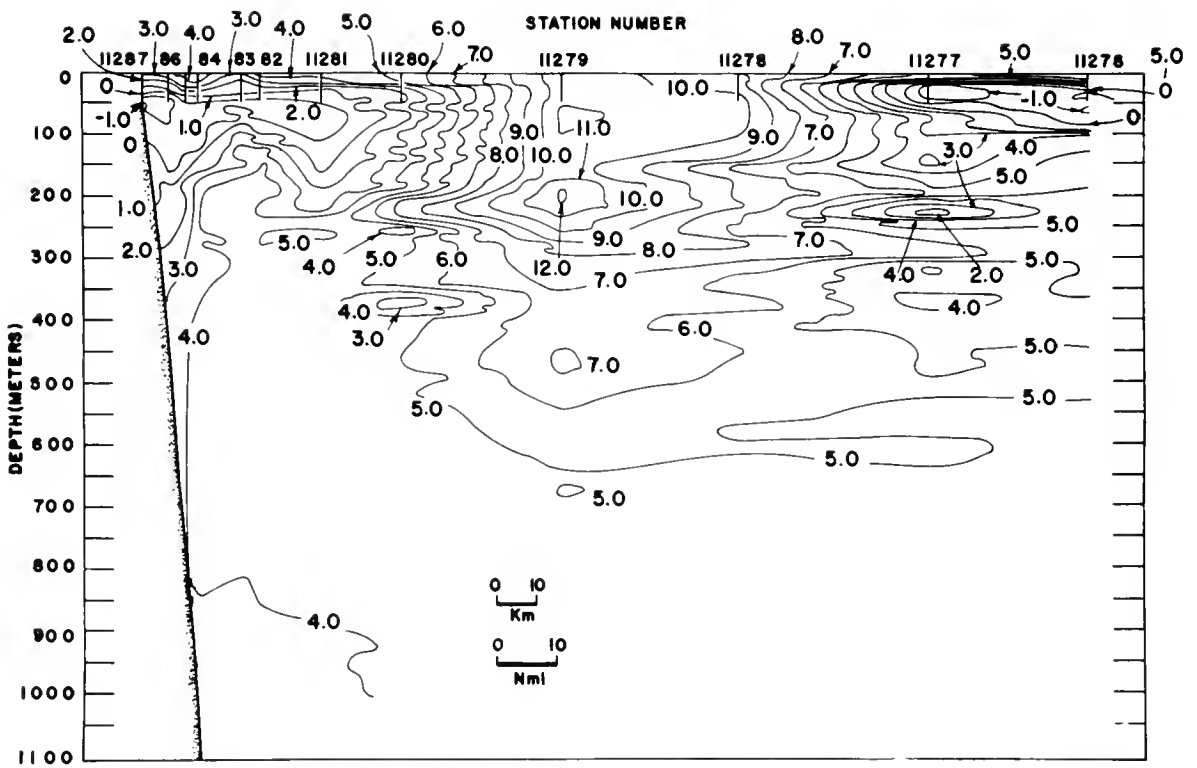 STATION NUMBER
2.0 3.0 4.0 3.0 4.0 5.0 6.0 7.0 8.0 7.0 5.0 5.0
11287 86 84 83 82 11281 11280 11279 11278 11277 11278
0 0 10.0 -1.0 0
-1.0 1.0 2.0 11.0 0
100 9.0 9.0 7.0 3.0 4.0
0 8.0 10.0 5.0
200 1.0 10.0 5.0
2.0 5.0 9.0 8.0 7.0
300 3.0 4.0 5.0 6.0 12.0 7.0 4.0 2.0 5.0
400 4.0 4.0 3.0 6.0 4.0
500 7.0 5.0
5.0 5.0
600 5.0
700 5.0
800
0 10
Km
900 4.0
0 10
Nmi
1000
1100
DEPTH (METERS)